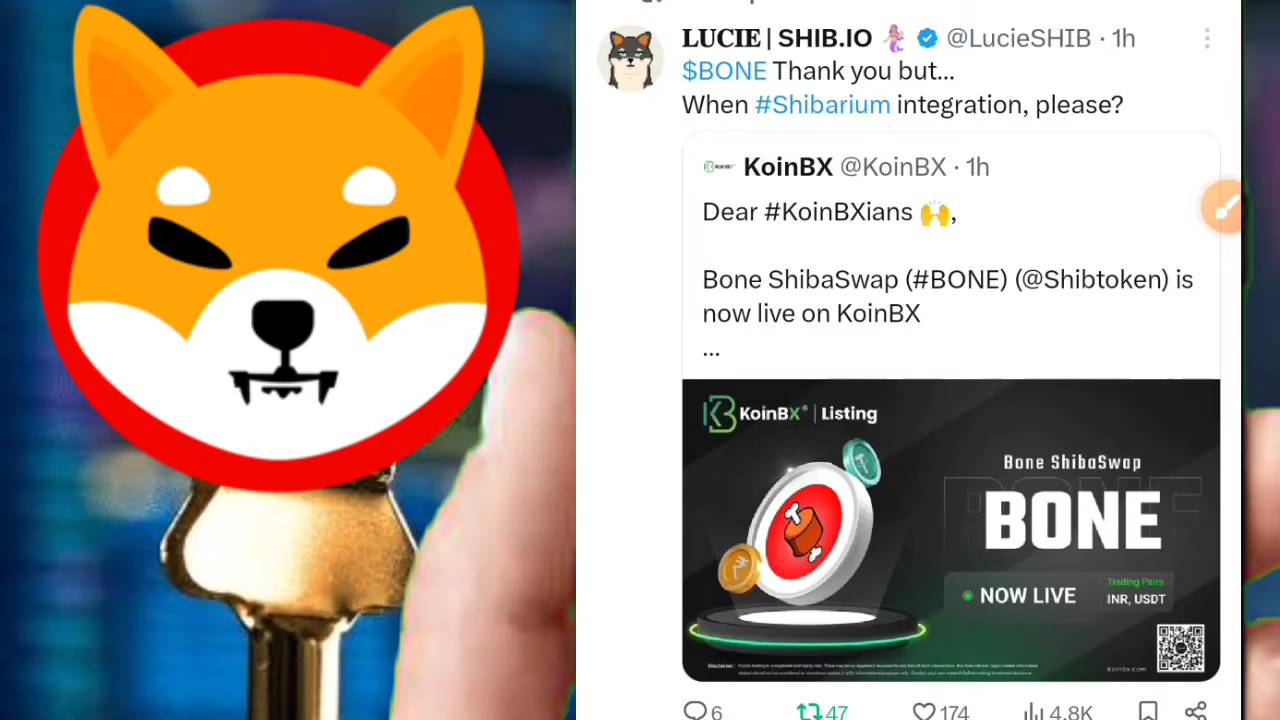 LUCIE | SHIB.IO 🧜‍♀️ @LucieSHIB · 1h
$BONE Thank you but...
When #Shibarium integration, please?
KoinBX @KoinBX · 1h
Dear #KoinBXians 🙌,
Bone ShibaSwap (#BONE) (@Shibtoken) is
now live on KoinBX
...
KoinBX® | Listing
Bone ShibaSwap
BONE
NOW LIVE
Trading Pairs
INR, USDT
koinbx.com
6 47 174 4.8K